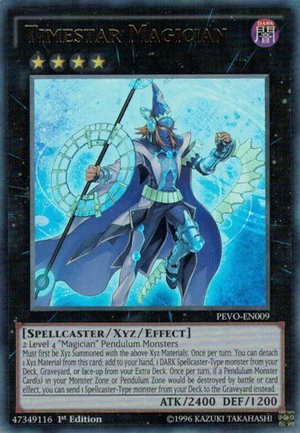 TIMESTAR MAGICIAN
DARK
闇
PEVO-EN009
[SPELLCASTER/XYZ/EFFECT]
2 Level 4 "Magician" Pendulum Monsters
Must first be Xyz Summoned with the above Xyz Materials. Once per turn: You can detach
1 Xyz Material from this card; add to your hand, 1 DARK Spellcaster-Type monster from your
Deck, Graveyard, or face-up from your Extra Deck. Once per turn, if a Pendulum Monster
Card(s) in your Monster Zone or Pendulum Zone would be destroyed by battle or card
effect, you can send 1 Spellcaster-Type monster from your Deck to the Graveyard instead.
ATK/2400 DEF/1200
47349116 1st Edition ©1996 KAZUKI TAKAHASHI